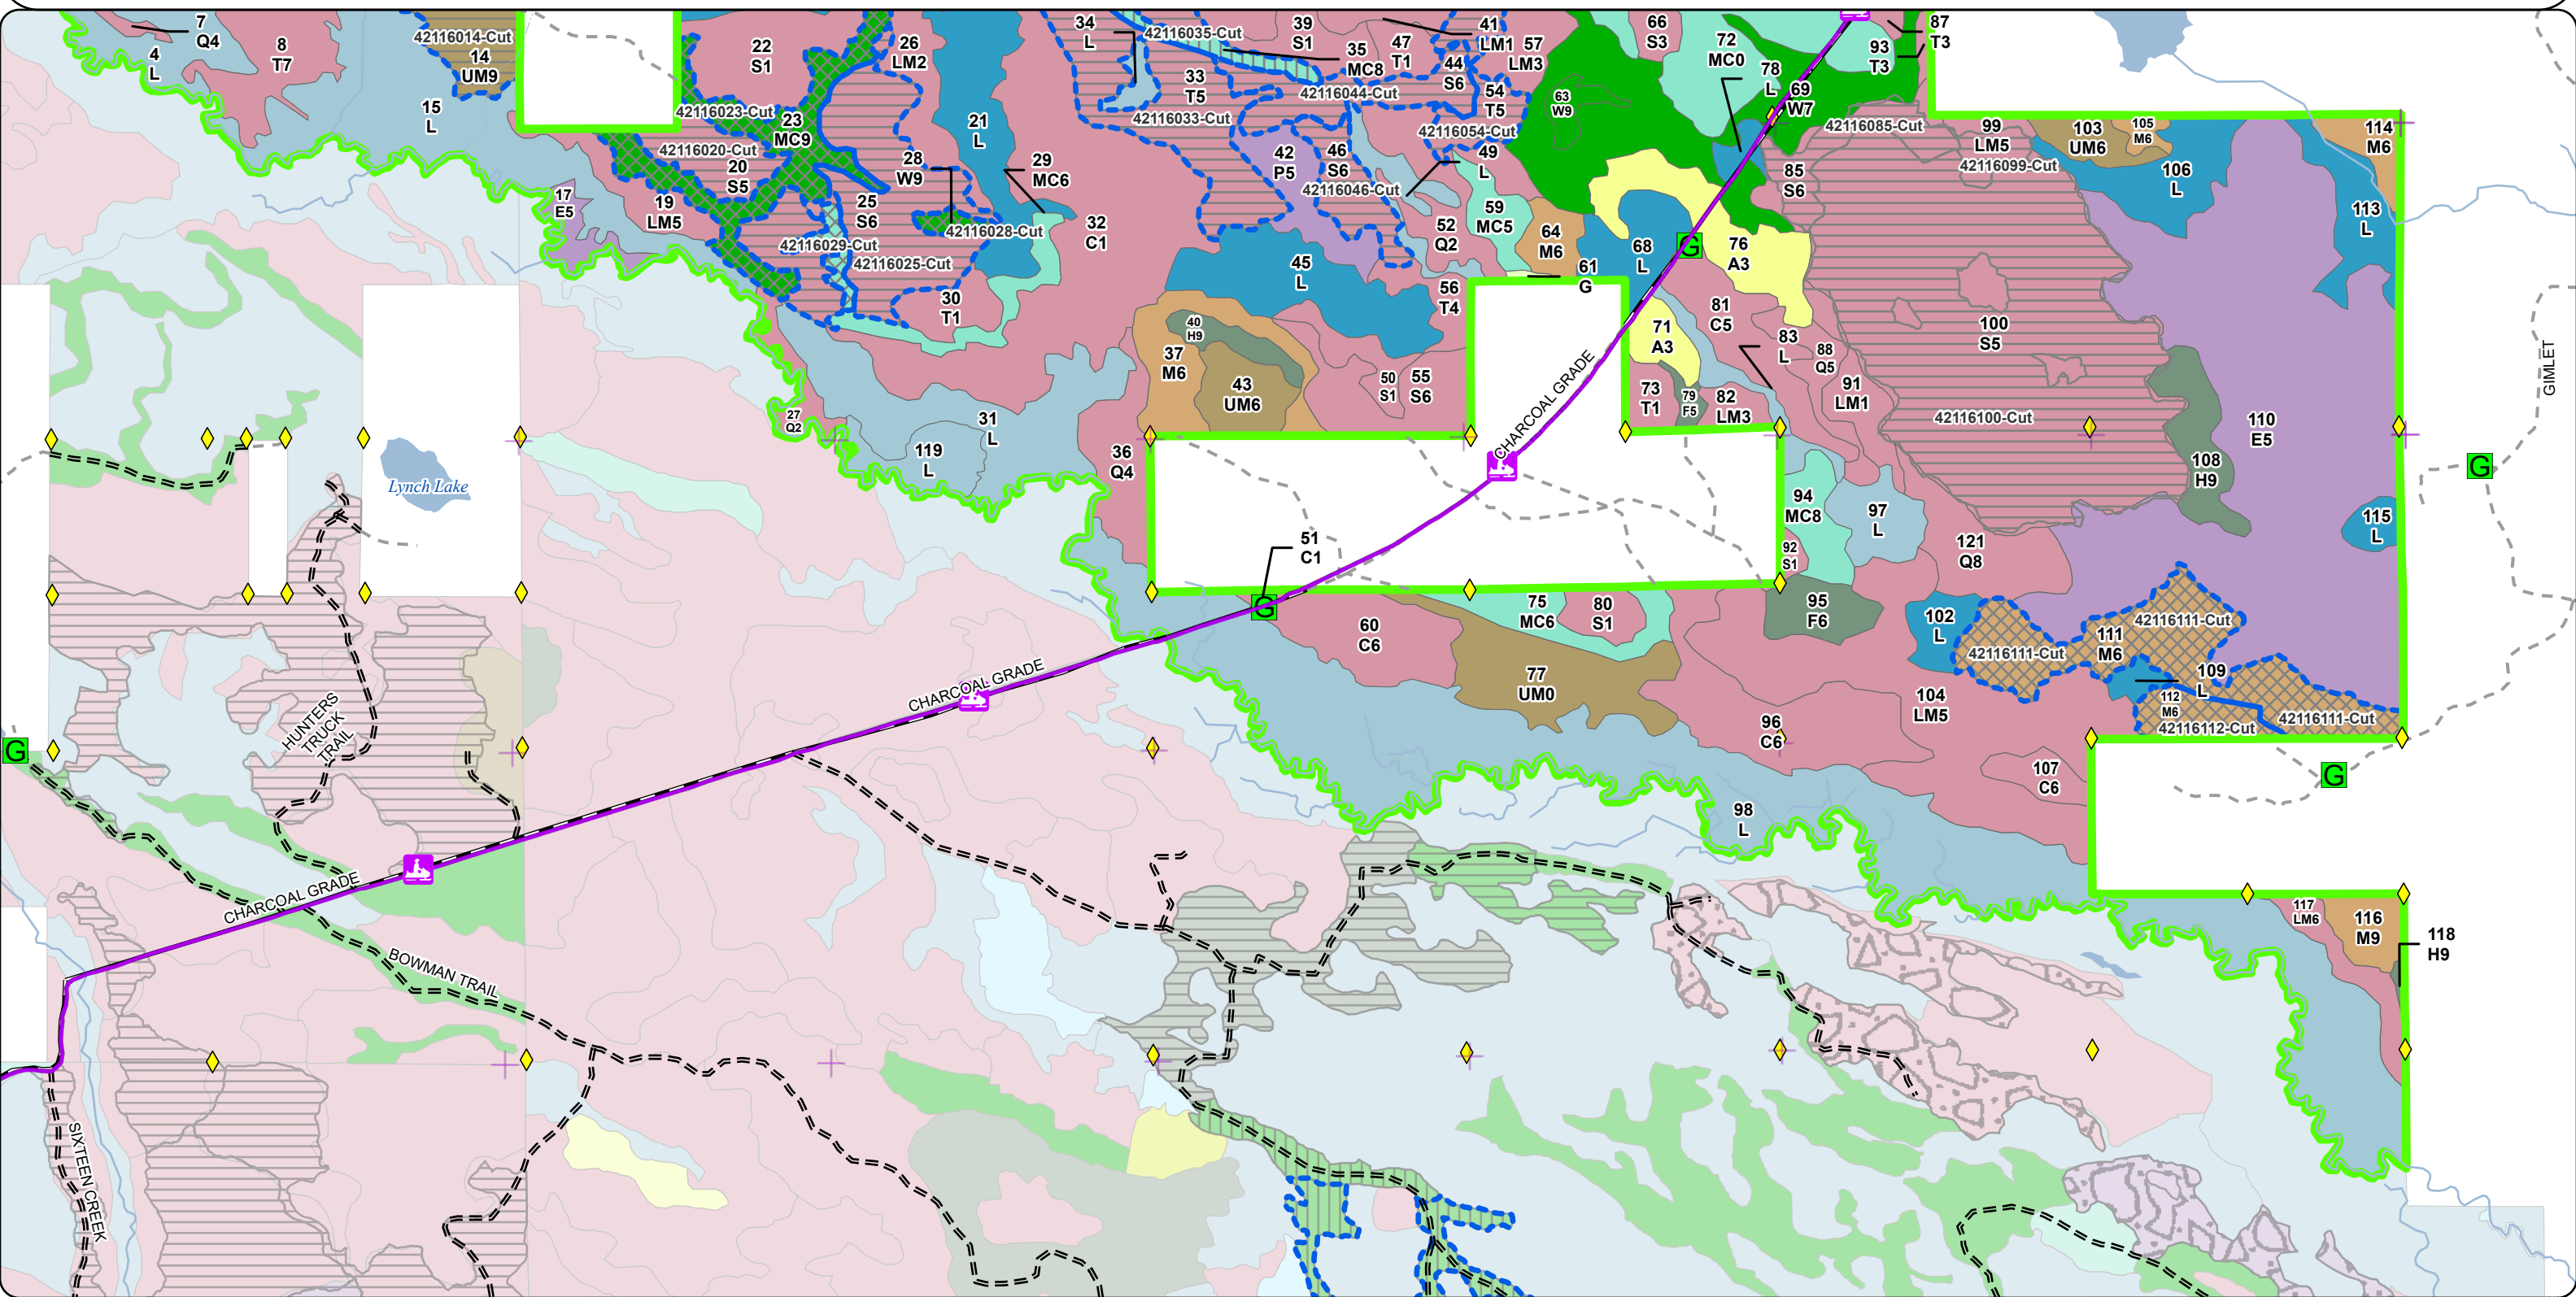 7
Q4
4
L
8
T7
42116014-Cut
14
UM9
15
L
22
S1
26
LM2
42116023-Cut
23
MC9
42116020-Cut
20
S5
19
LM5
17
E5
28
W9
25
S6
42116029-Cut
42116028-Cut
42116025-Cut
30
T1
21
L
29
MC6
32
C1
34
L
42116035-Cut
39
S1
35
MC8
47
T1
41
LM1
57
LM3
33
T5
42116044-Cut
44
S6
54
T5
42116033-Cut
42116054-Cut
42
P5
46
S6
42116046-Cut
49
L
52
Q2
59
MC5
64
M6
61
G
45
L
56
T4
40
H9
37
M6
43
UM6
50
S1
55
S6
66
S3
72
MC0
78
L
69
W7
63
W9
93
T3
87
T3
42116085-Cut
85
S6
68
L
G
76
A3
71
A3
81
C5
83
L
88
Q5
91
LM1
73
T1
79
F5
82
LM3
99
LM5
42116099-Cut
103
UM6
105
M6
106
L
114
M6
113
L
100
S5
42116100-Cut
110
E5
108
H9
115
L
GIMLET
G
27
Q2
31
L
119
L
36
Q4
CHARCOAL GRADE
51
C1
G
94
MC8
97
L
92
S1
121
Q8
95
F6
102
L
42116111-Cut
42116111-Cut
111
M6
109
L
112
M6
42116112-Cut
42116111-Cut
60
C6
75
MC6
80
S1
77
UM0
104
LM5
96
C6
107
C6
G
98
L
117
LM6
116
M9
118
H9
Lynch Lake
HUNTERS
TRUCK
TRAIL
G
CHARCOAL GRADE
CHARCOAL GRADE
BOWMAN TRAIL
SIXTEEN CREEK